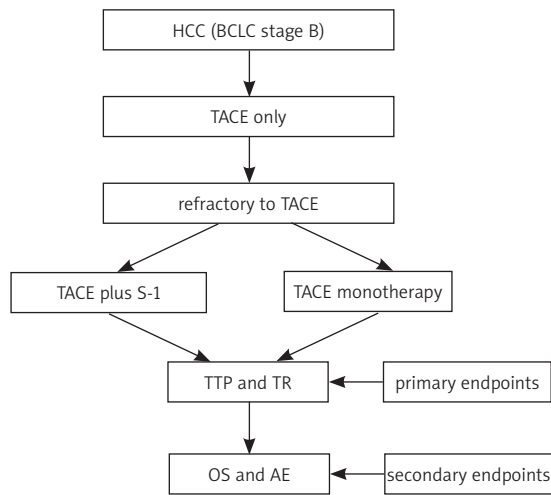 HCC (BCLC stage B)
TACE only
refractory to TACE
TACE plus S-1
TACE monotherapy
TTP and TR
primary endpoints
OS and AE
secondary endpoints